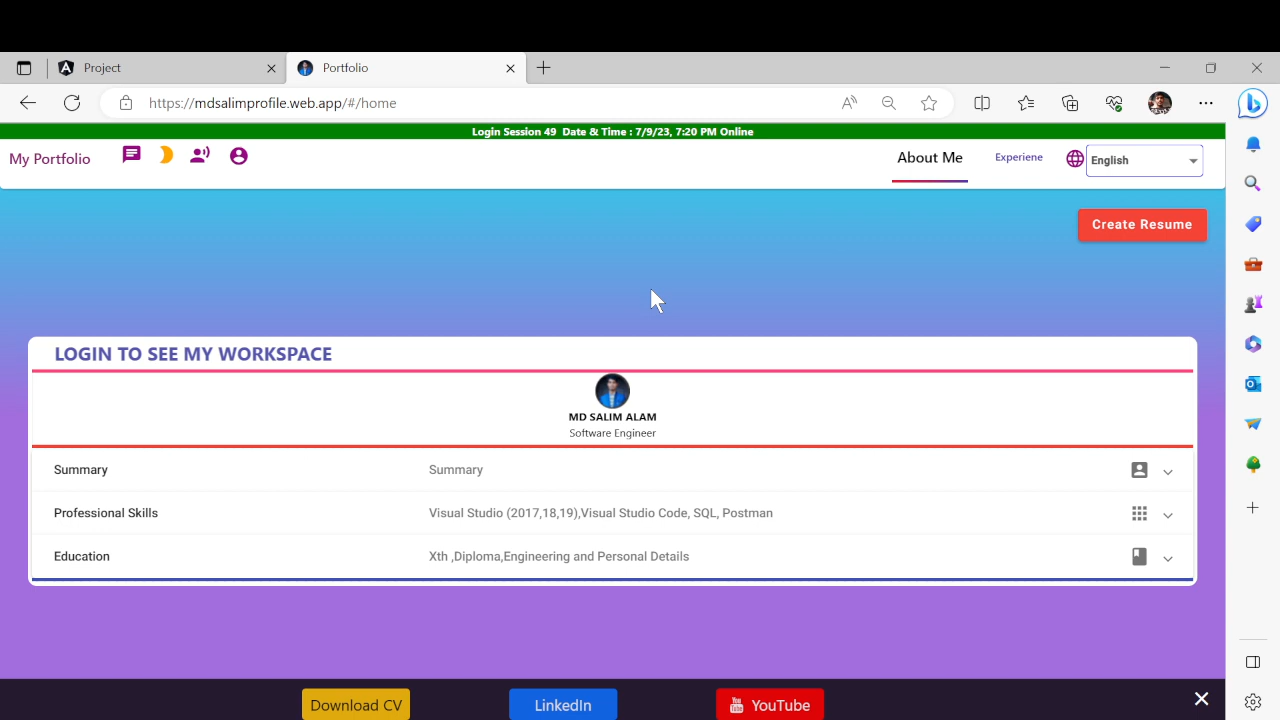 Project
Portfolio
https://mdsalimprofile.web.app/#/home
Login Session 49 Date & Time : 7/9/23, 7:20 PM Online
My Portfolio
About Me
Experiene
English
Create Resume
LOGIN TO SEE MY WORKSPACE
MD SALIM ALAM
Software Engineer
Summary Summary
Professional Skills Visual Studio (2017,18,19),Visual Studio Code, SQL, Postman
Education Xth ,Diploma,Engineering and Personal Details
Download CV
LinkedIn
YouTube